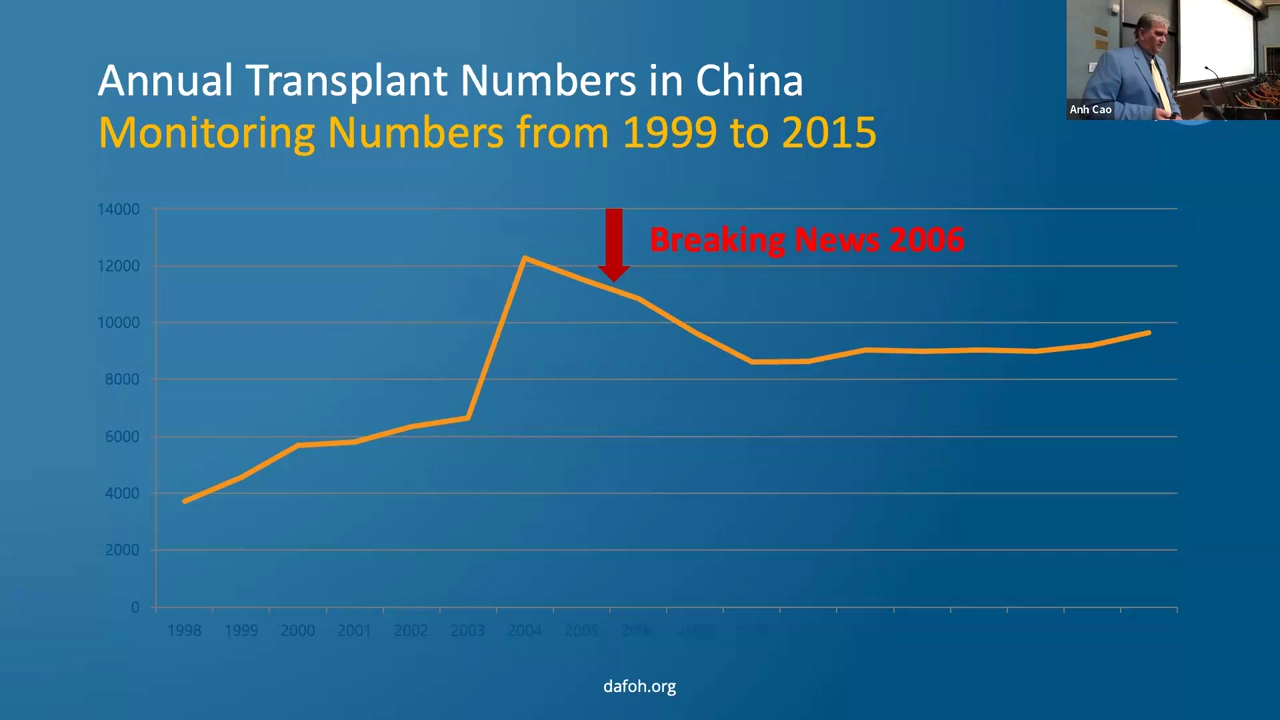 Annual Transplant Numbers in China
Monitoring Numbers from 1999 to 2015
Anh Cao
14000
Breaking News 2006
12000
10000
8000
6000
4000
2000
0
1998 1999 2000 2001 2002 2003 2004 2005 2006
dafoh.org